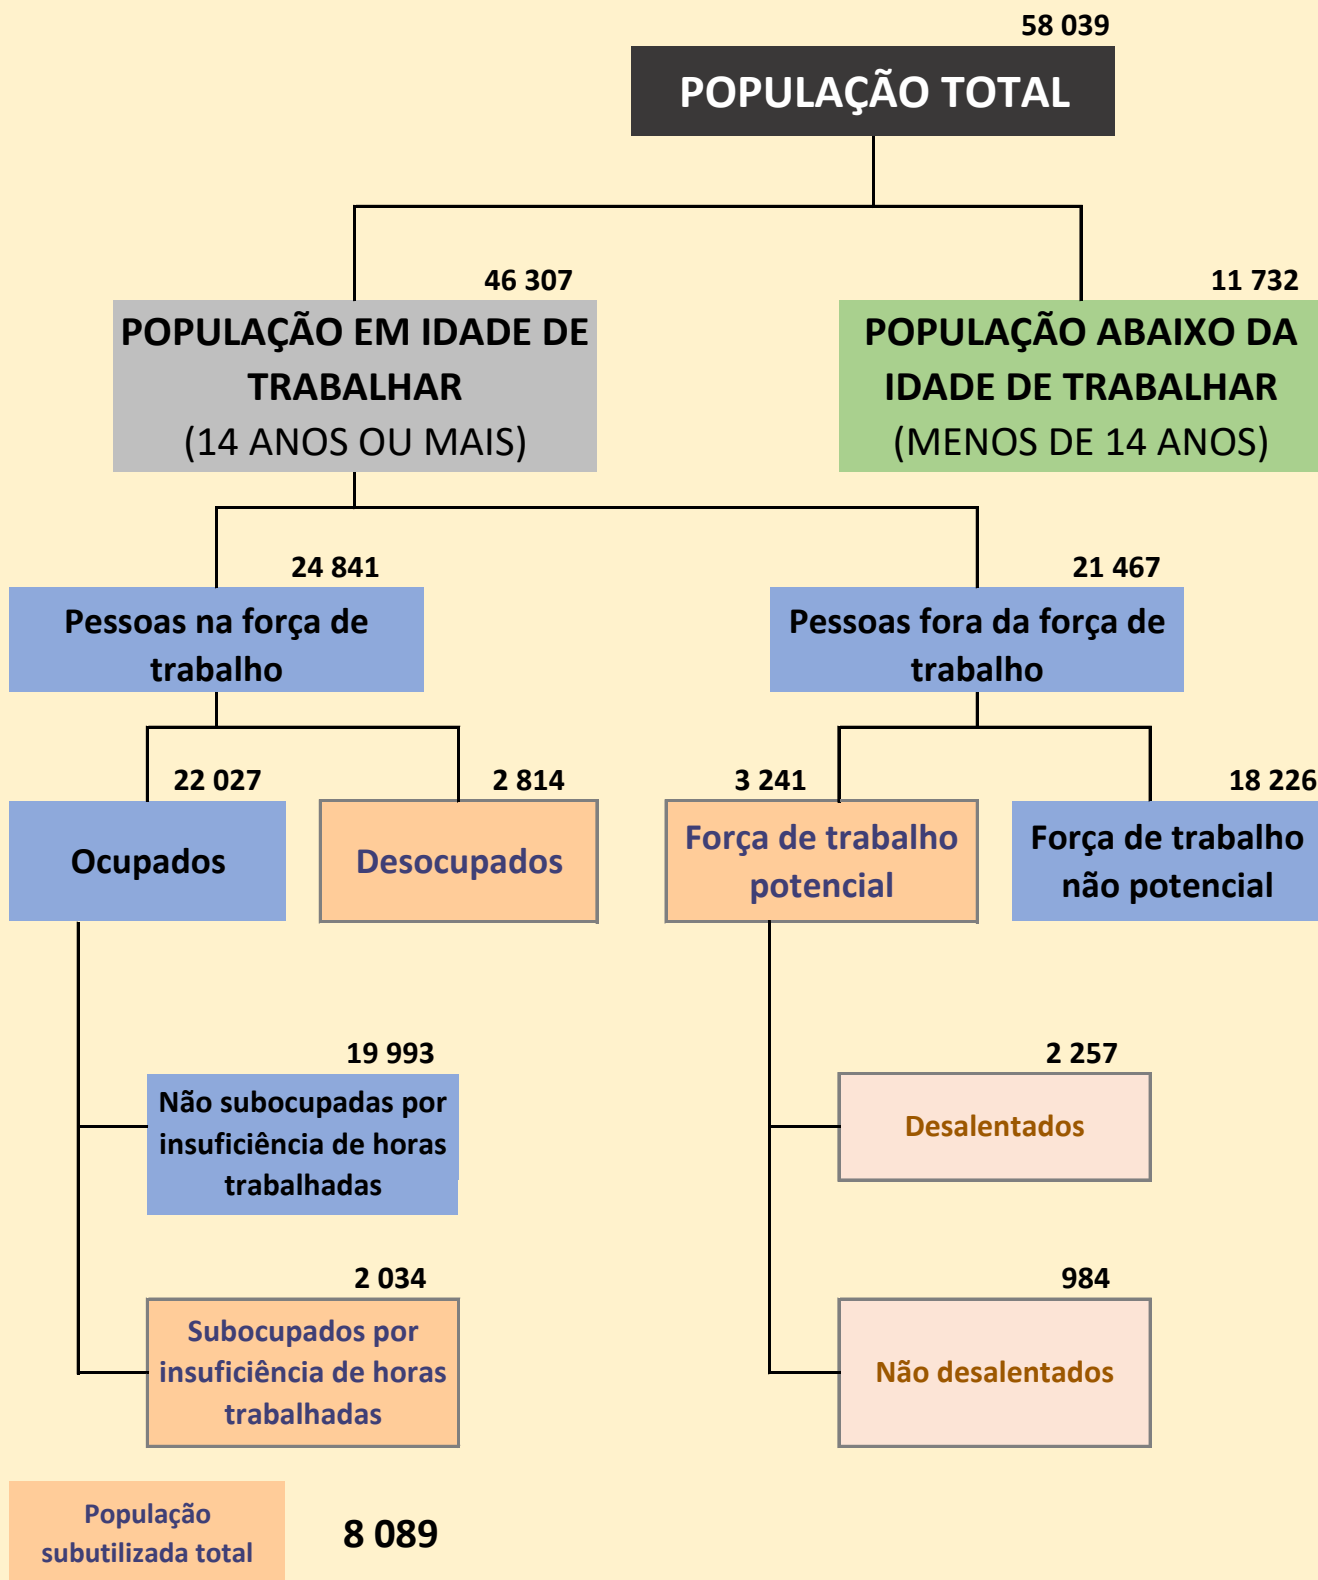 58 039
POPULAÇÃO TOTAL
46 307
POPULAÇÃO EM IDADE DE
TRABALHAR
(14 ANOS OU MAIS)
11 732
POPULAÇÃO ABAIXO DA
IDADE DE TRABALHAR
(MENOS DE 14 ANOS)
24 841
Pessoas na força de
trabalho
21 467
Pessoas fora da força de
trabalho
22 027
Ocupados
2 814
Desocupados
3 241
Força de trabalho
potencial
18 226
Força de trabalho
não potencial
19 993
Não subocupadas por
insuficiência de horas
trabalhadas
2 257
Desalentados
2 034
Subocupados por
insuficiência de horas
trabalhadas
984
Não desalentados
População
subutilizada total
8 089